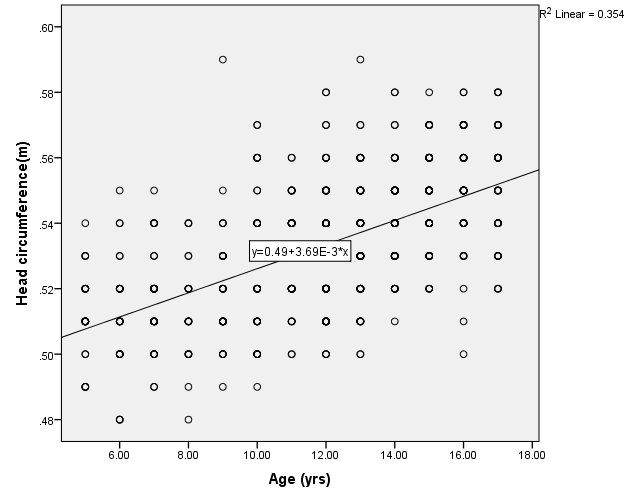 R2 Linear = 0.354
Head circumference(m)
.60
.58
.56
.54
.52
.50
.48
y=0.49+3.69E-3*x
6.00 8.00 10.00 12.00 14.00 16.00 18.00
Age (yrs)